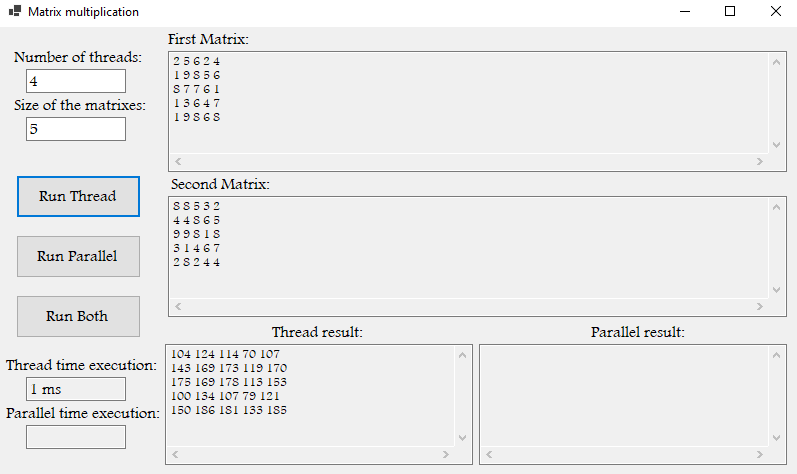 Matrix multiplication
Number of threads:
4
Size of the matrixes:
5
Run Thread
Run Parallel
Run Both
Thread time execution:
1 ms
Parallel time execution:
First Matrix:
2 5 6 2 4
1 9 8 5 6
8 7 7 6 1
1 3 6 4 7
1 9 8 6 8
Second Matrix:
8 8 5 3 2
4 4 8 6 5
9 9 8 1 8
3 1 4 6 7
2 8 2 4 4
Thread result:
104 124 114 70 107
143 169 173 119 170
175 169 178 113 153
100 134 107 79 121
150 186 181 133 185
Parallel result: